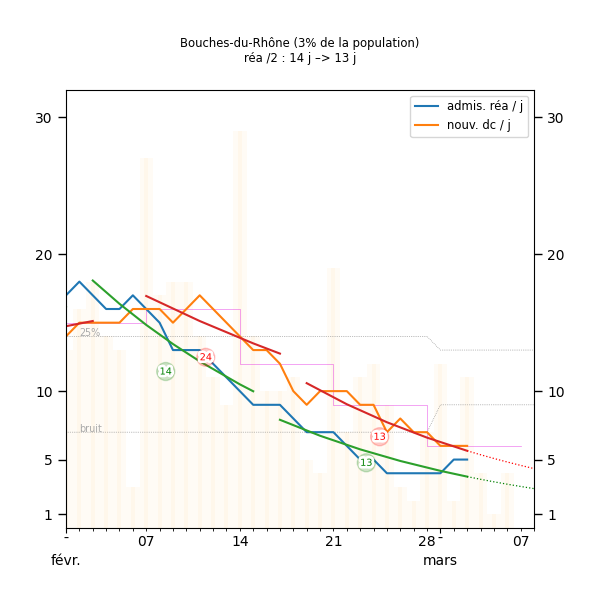 Bouches-du-Rhône (3% de la population)
réa /2 : 14 j –> 13 j
admis. réa / j
nouv. dc / j
30
30
20
20
25%
24
14
10
10
bruit
13
13
5
5
1
1
07
14
21
28
07
févr.
mars